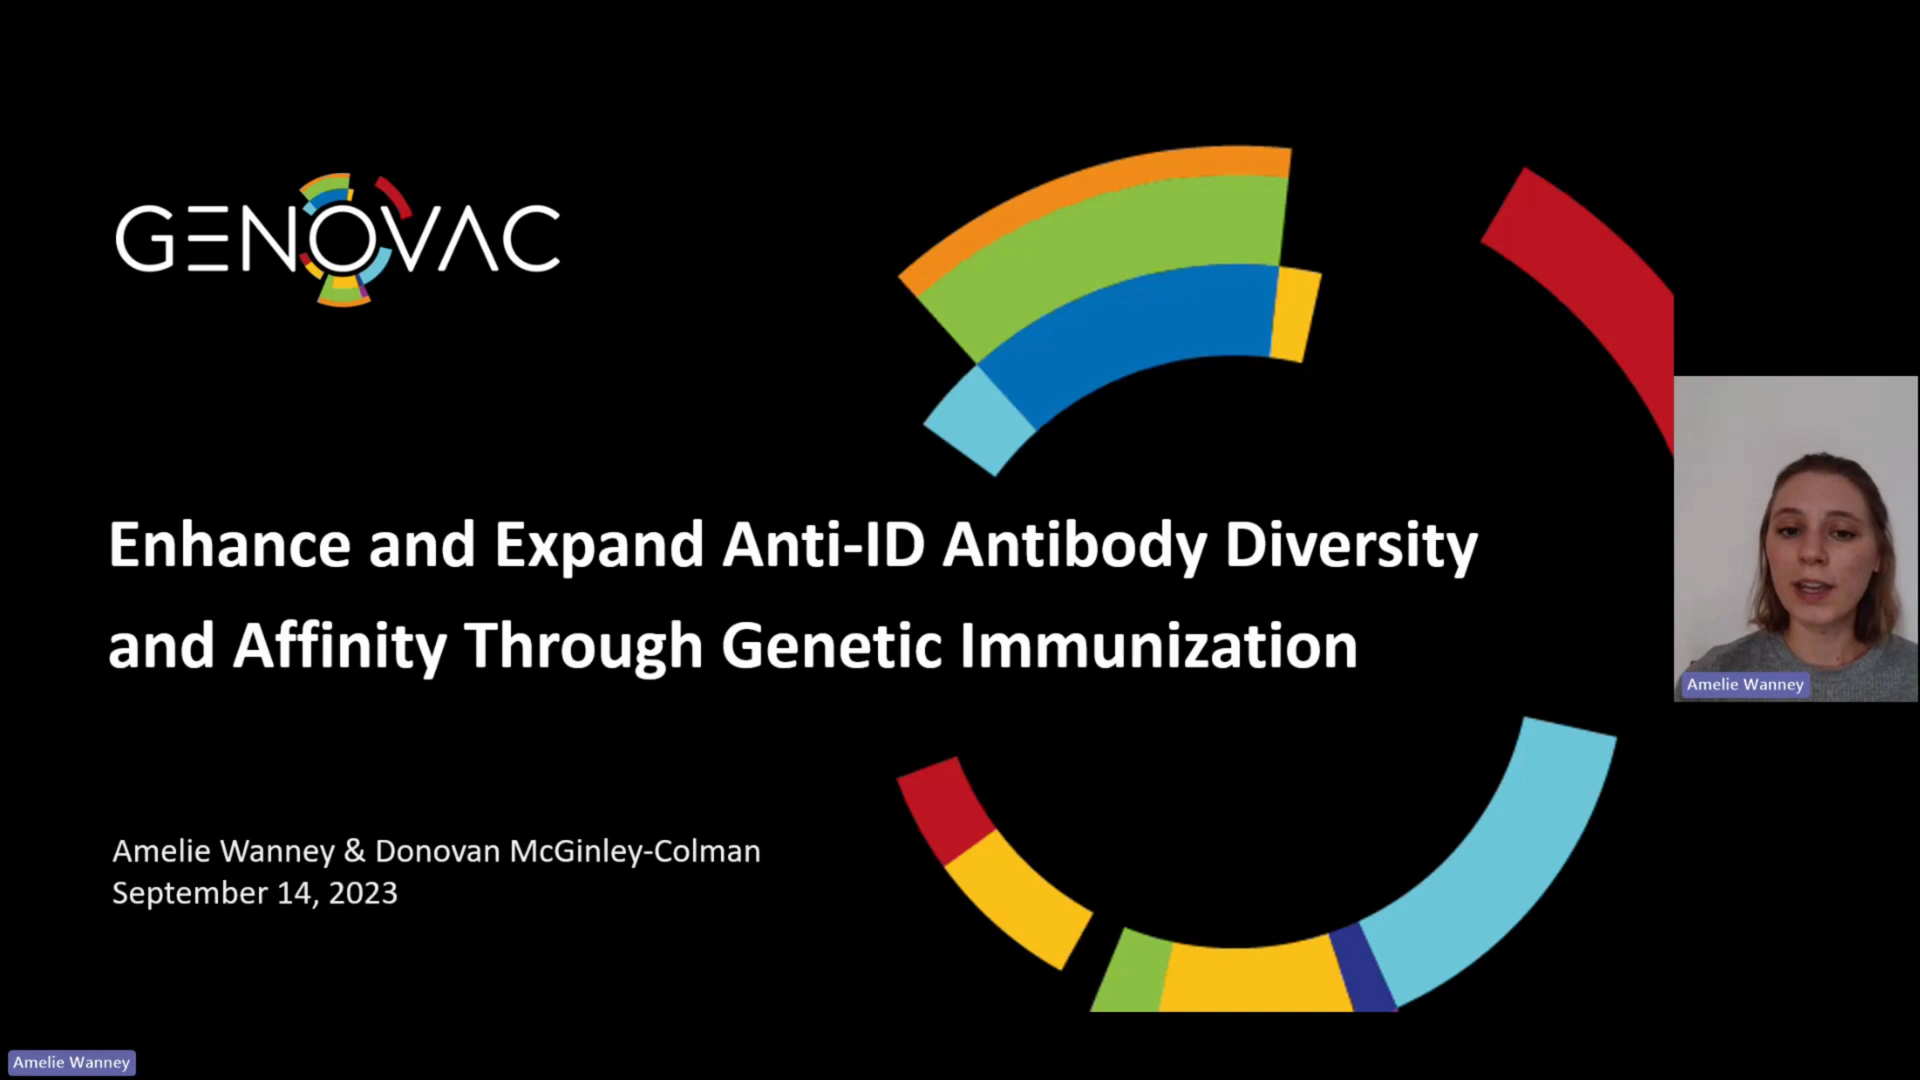 GENOVAC
Enhance and Expand Anti-ID Antibody Diversity
and Affinity Through Genetic Immunization
Amelie Wanney & Donovan McGinley-Colman
September 14, 2023
Amelie Wanney
Amelie Wanney